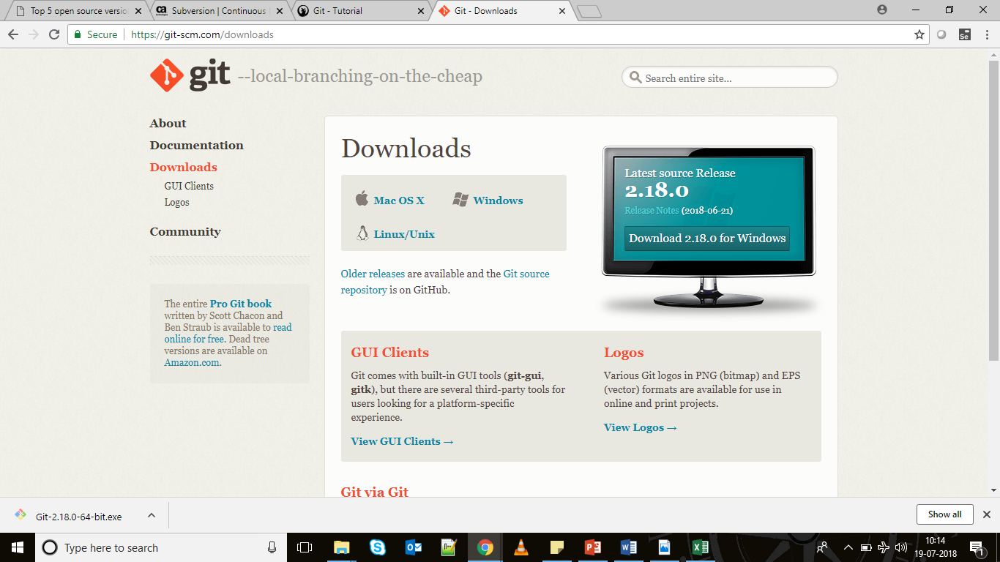 Top 5 open source versio
Subversion | Continuous
Git - Tutorial
Git - Downloads
Secure
https://git-scm.com/downloads
Se
git --local-branching-on-the-cheap
Search entire site...
About
Documentation
Downloads
GUI Clients
Logos
Community
The entire Pro Git book
written by Scott Chacon and
Ben Straub is available to read
online for free. Dead tree
versions are available on
Amazon.com.
Downloads
Mac OS X
Windows
Linux/Unix
Older releases are available and the Git source
repository is on GitHub.
Latest source Release
2.18.0
Release Notes (2018-06-21)
Download 2.18.0 for Windows
GUI Clients
Git comes with built-in GUI tools (git-gui,
gitk), but there are several third-party tools for
users looking for a platform-specific
experience.
View GUI Clients →
Logos
Various Git logos in PNG (bitmap) and EPS
(vector) formats are available for use in
online and print projects.
View Logos →
Git via Git
Git-2.18.0-64-bit.exe
Show all
Type here to search
10:14
19-07-2018
1